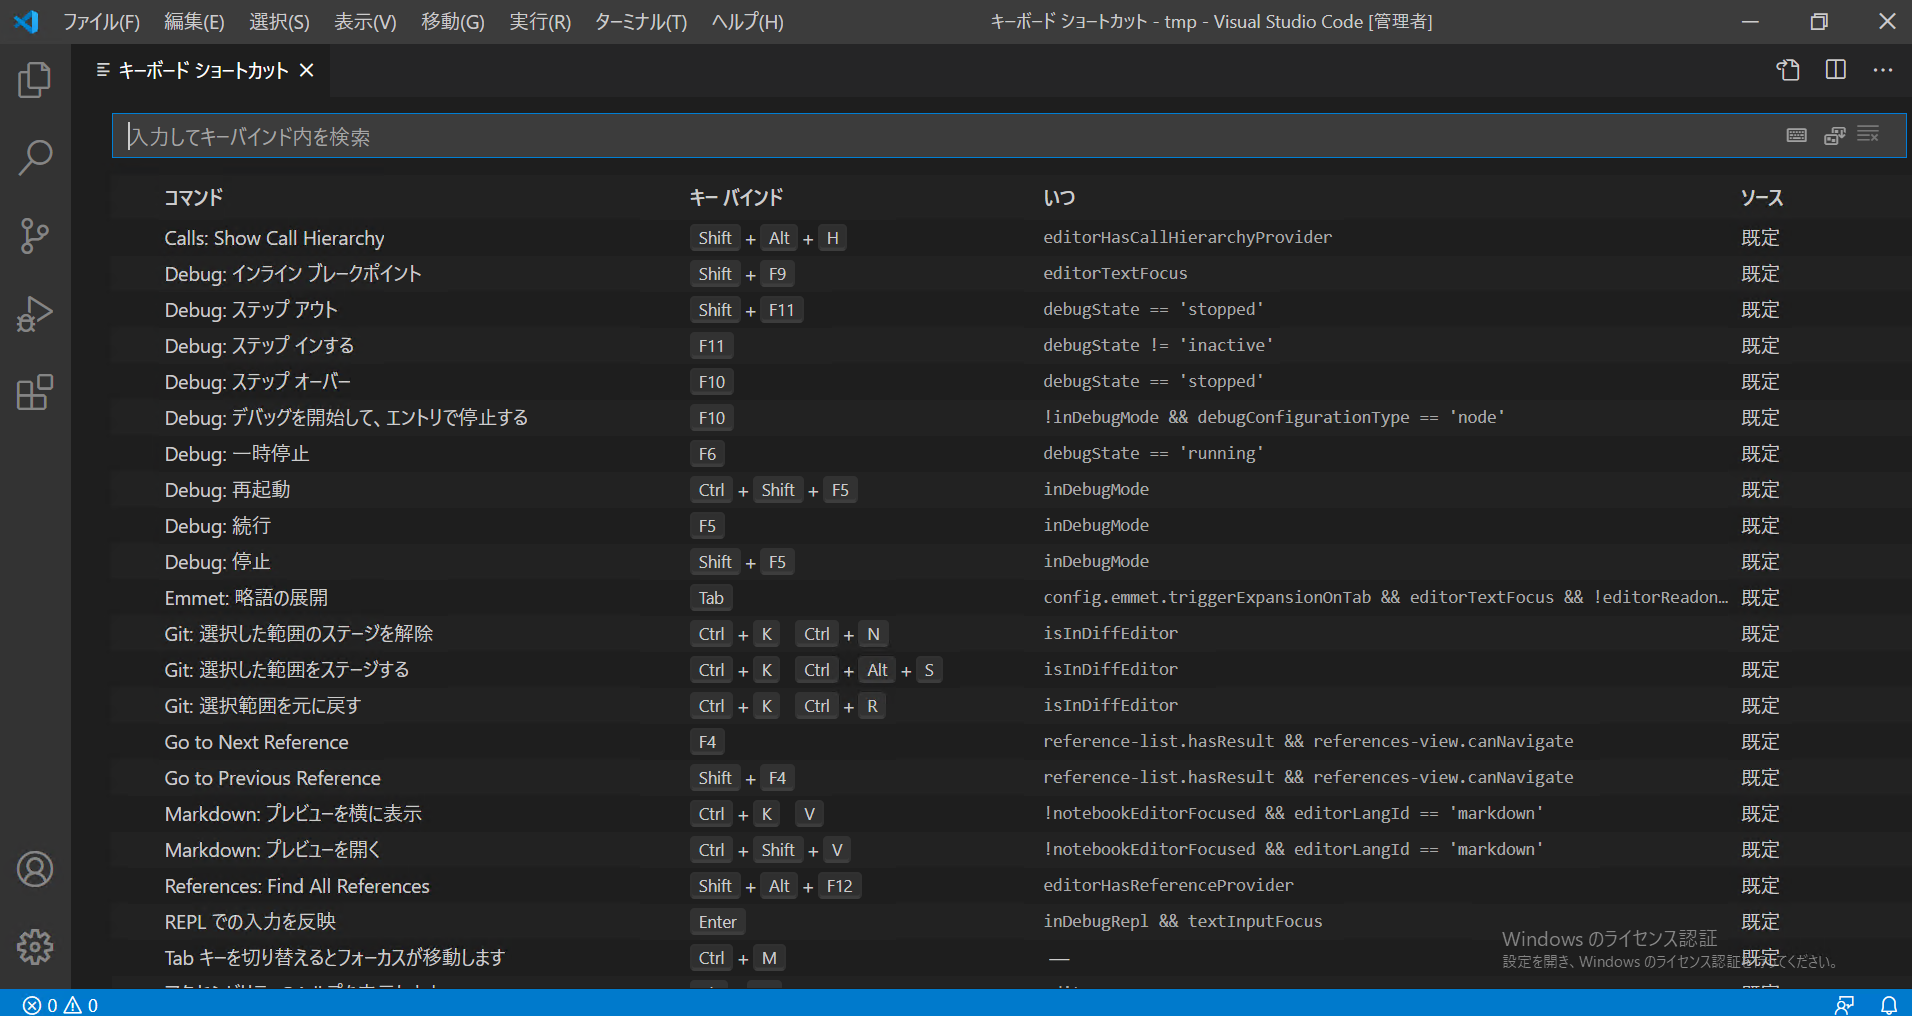 ファイル(F) 編集(E) 選択(S) 表示(V) 移動(G) 実行(R) ターミナル(T) ヘルプ(H) キーボード ショートカット - tmp - Visual Studio Code [管理者]
キーボード ショートカット
入力してキーバインド内を検索
コマンド キー バインド いつ ソース
Calls: Show Call Hierarchy Shift + Alt + H editorHasCallHierarchyProvider 既定
Debug: インライン ブレークポイント Shift + F9 editorTextFocus 既定
Debug: ステップ アウト Shift + F11 debugState == 'stopped' 既定
Debug: ステップ インする F11 debugState != 'inactive' 既定
Debug: ステップ オーバー F10 debugState == 'stopped' 既定
Debug: デバッグを開始して、エントリで停止する F10 !inDebugMode && debugConfigurationType == 'node' 既定
Debug: 一時停止 F6 debugState == 'running' 既定
Debug: 再起動 Ctrl + Shift + F5 inDebugMode 既定
Debug: 続行 F5 inDebugMode 既定
Debug: 停止 Shift + F5 inDebugMode 既定
Emmet: 略語の展開 Tab config.emmet.triggerExpansionOnTab && editorTextFocus && !editorReadon… 既定
Git: 選択した範囲のステージを解除 Ctrl + K Ctrl + N isInDiffEditor 既定
Git: 選択した範囲をステージする Ctrl + K Ctrl + Alt + S isInDiffEditor 既定
Git: 選択範囲を元に戻す Ctrl + K Ctrl + R isInDiffEditor 既定
Go to Next Reference F4 reference-list.hasResult && references-view.canNavigate 既定
Go to Previous Reference Shift + F4 reference-list.hasResult && references-view.canNavigate 既定
Markdown: プレビューを横に表示 Ctrl + K V !notebookEditorFocused && editorLangId == 'markdown' 既定
Markdown: プレビューを開く Ctrl + Shift + V !notebookEditorFocused && editorLangId == 'markdown' 既定
References: Find All References Shift + Alt + F12 editorHasReferenceProvider 既定
REPL での入力を反映 Enter inDebugRepl && textInputFocus 既定
Tab キーを切り替えるとフォーカスが移動します Ctrl + M — 既定
Windows のライセンス認証
設定を開き、Windows のライセンス認証を行ってください。
0 0